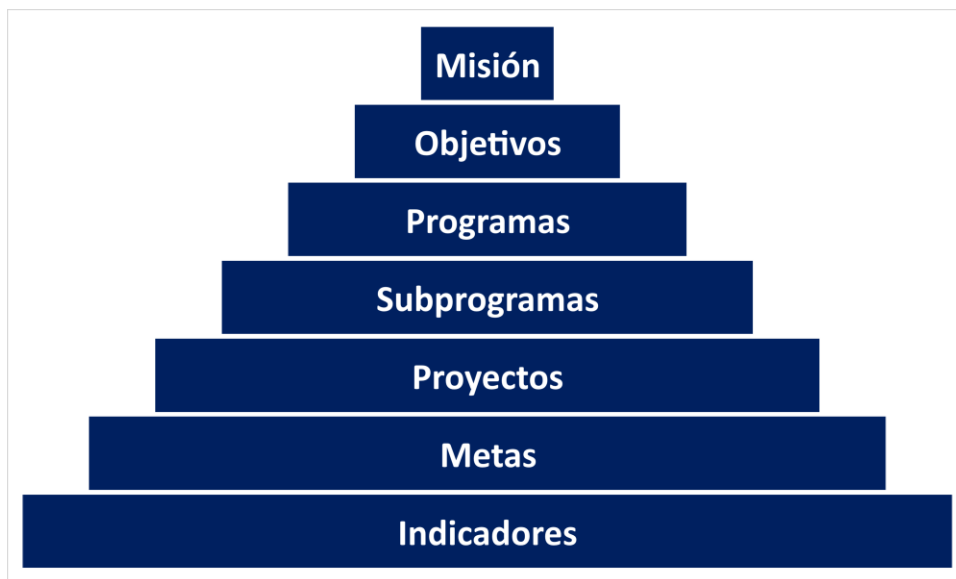 Misión
Objetivos
Programas
Subprogramas
Proyectos
Metas
Indicadores